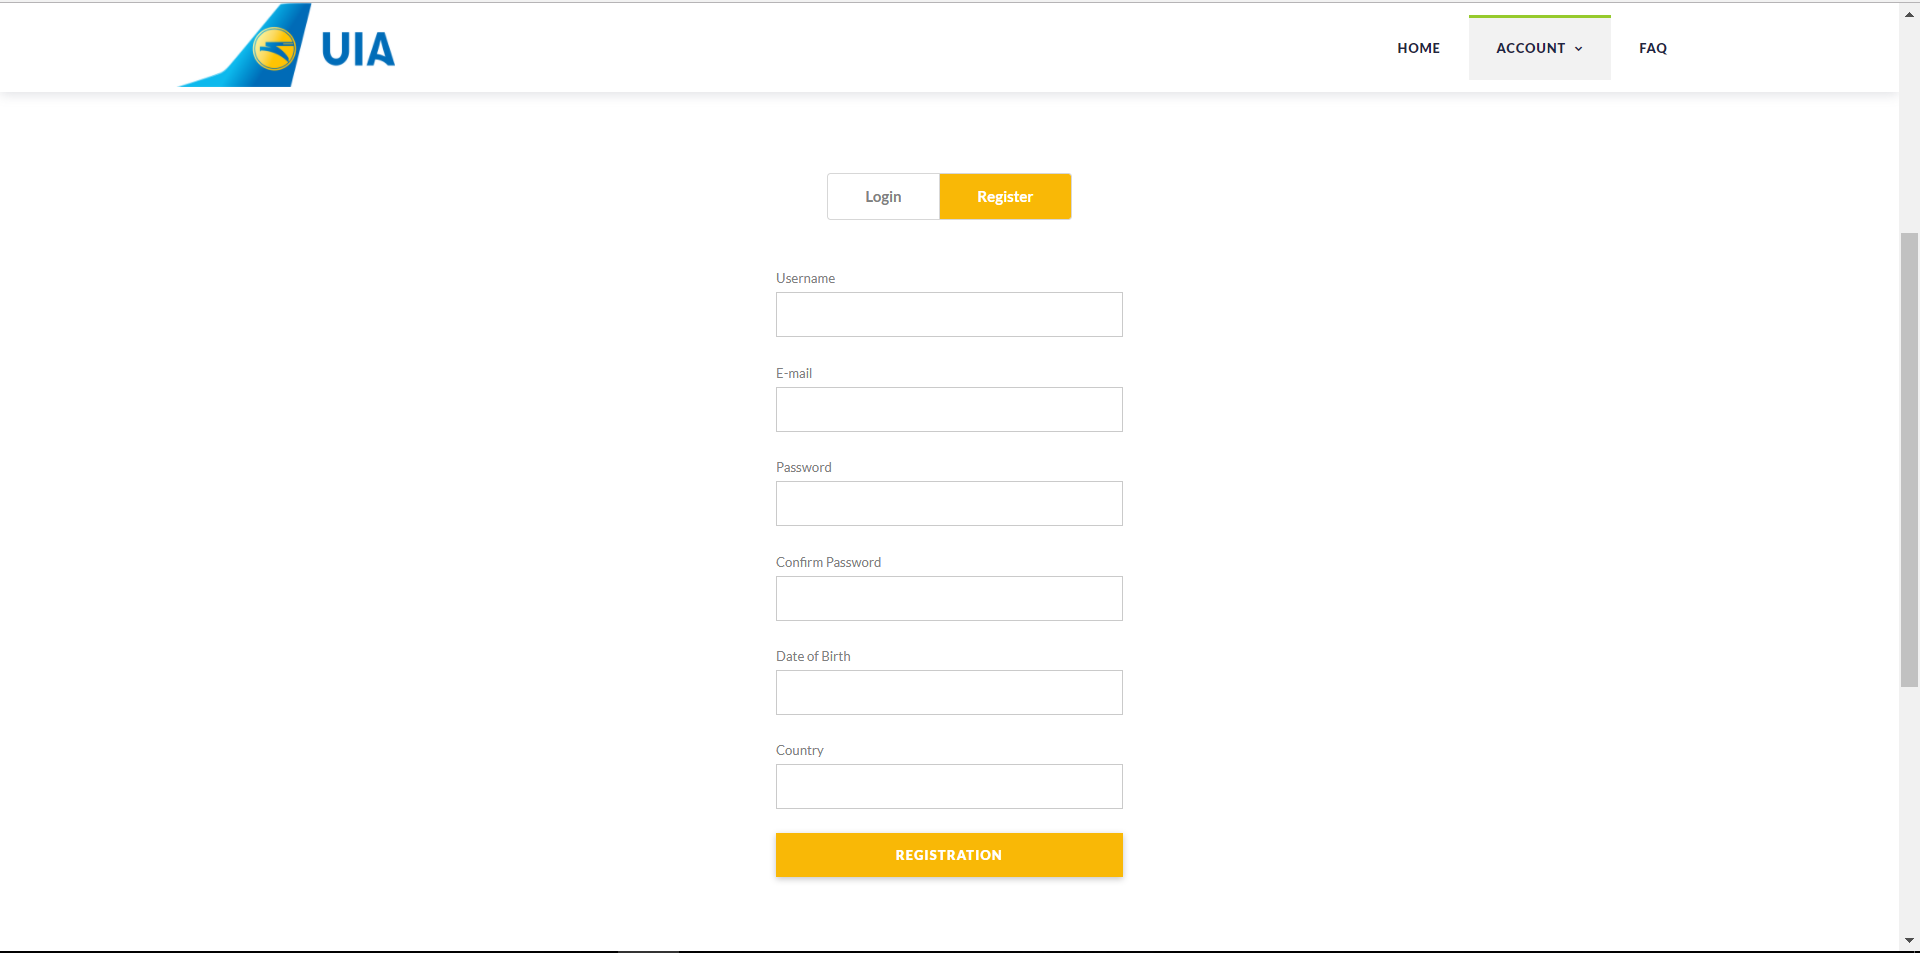 UIA
HOME ACCOUNT FAQ
Login Register
Username
E-mail
Password
Confirm Password
Date of Birth
Country
REGISTRATION